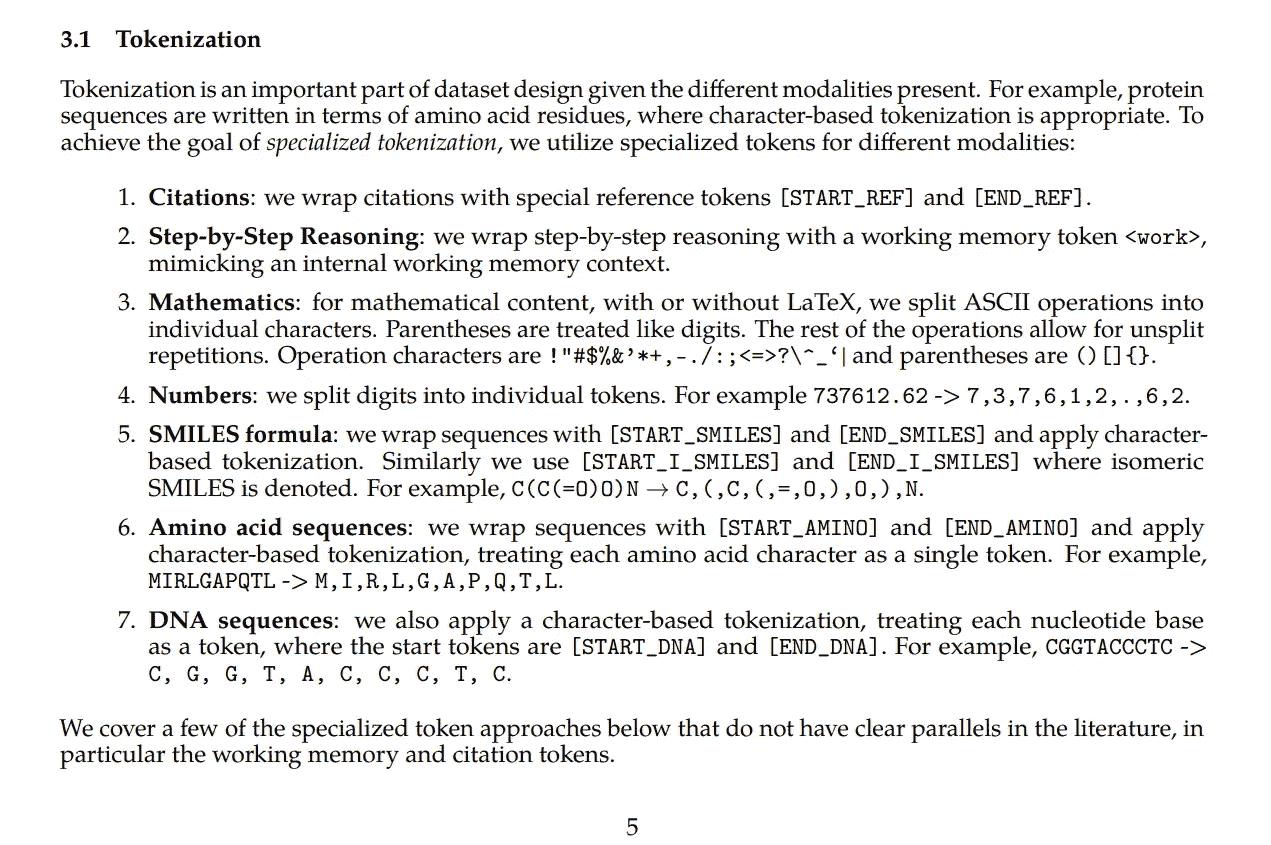 3.1 Tokenization
Tokenization is an important part of dataset design given the different modalities present. For example, protein
sequences are written in terms of amino acid residues, where character-based tokenization is appropriate. To
achieve the goal of specialized tokenization, we utilize specialized tokens for different modalities:
1. Citations: we wrap citations with special reference tokens [START_REF] and [END_REF].
2. Step-by-Step Reasoning: we wrap step-by-step reasoning with a working memory token <work>,
mimicking an internal working memory context.
3. Mathematics: for mathematical content, with or without LaTeX, we split ASCII operations into
individual characters. Parentheses are treated like digits. The rest of the operations allow for unsplit
repetitions. Operation characters are !"#$%&’*+,-./:;<=>?\^_‘| and parentheses are ()[]{}.
4. Numbers: we split digits into individual tokens. For example 737612.62 -> 7,3,7,6,1,2,.,6,2.
5. SMILES formula: we wrap sequences with [START_SMILES] and [END_SMILES] and apply character-
based tokenization. Similarly we use [START_I_SMILES] and [END_I_SMILES] where isomeric
SMILES is denoted. For example, C(C(=O)O)N → C,(,C,(,=,O,),O,),N.
6. Amino acid sequences: we wrap sequences with [START_AMINO] and [END_AMINO] and apply
character-based tokenization, treating each amino acid character as a single token. For example,
MIRLGAPQTL -> M,I,R,L,G,A,P,Q,T,L.
7. DNA sequences: we also apply a character-based tokenization, treating each nucleotide base
as a token, where the start tokens are [START_DNA] and [END_DNA]. For example, CGGTACCCTC ->
C, G, G, T, A, C, C, C, T, C.
We cover a few of the specialized token approaches below that do not have clear parallels in the literature, in
particular the working memory and citation tokens.
5